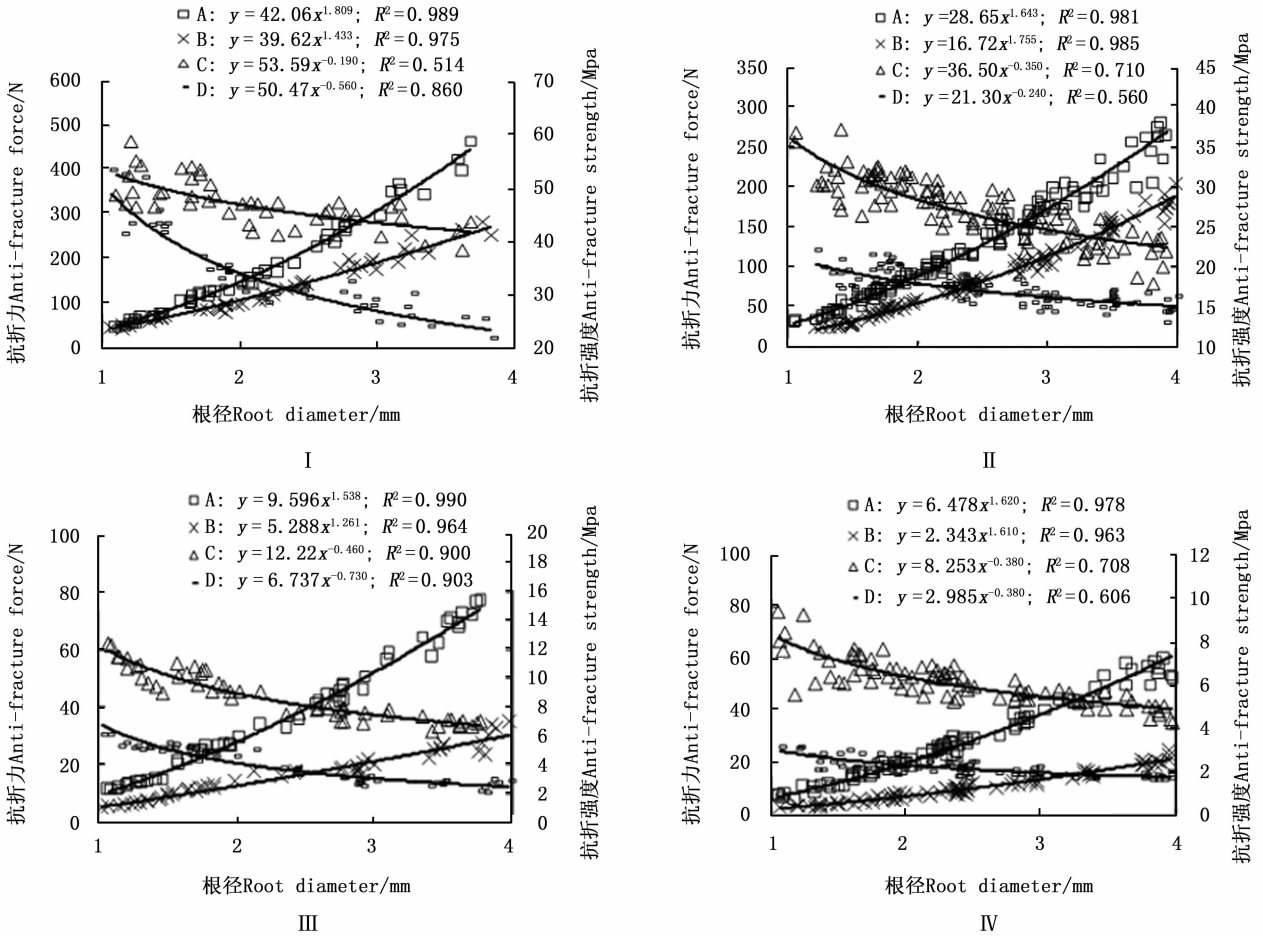 A: y=42.06x^1.809; R²=0.989
B: y=39.62x^1.433; R²=0.975
C: y=53.59x^−0.190; R²=0.514
D: y=50.47x^−0.560; R²=0.860
抗折力Anti-fracture force/N
600
500
400
300
200
100
0
70
60
50
40
30
20
抗折强度Anti-fracture strength/Mpa
1 2 3 4
根径Root diameter/mm
Ⅰ
A: y=28.65x^1.643; R²=0.981
B: y=16.72x^1.755; R²=0.985
C: y=36.50x^−0.350; R²=0.710
D: y=21.30x^−0.240; R²=0.560
抗折力Anti-fracture force/N
350
300
250
200
150
100
50
0
45
40
35
30
25
20
15
10
抗折强度Anti-fracture strength/Mpa
1 2 3 4
根径Root diameter/mm
Ⅱ
A: y=9.596x^1.538; R²=0.990
B: y=5.288x^1.261; R²=0.964
C: y=12.22x^−0.460; R²=0.900
D: y=6.737x^−0.730; R²=0.903
抗折力Anti-fracture force/N
100
80
60
40
20
0
20
18
16
14
12
10
8
6
4
2
0
抗折强度Anti-fracture strength/Mpa
1 2 3 4
根径Root diameter/mm
Ⅲ
A: y=6.478x^1.620; R²=0.978
B: y=2.343x^1.610; R²=0.963
C: y=8.253x^−0.380; R²=0.708
D: y=2.985x^−0.380; R²=0.606
抗折力Anti-fracture force/N
100
80
60
40
20
0
12
10
8
6
4
2
0
抗折强度Anti-fracture strength/Mpa
1 2 3 4
根径Root diameter/mm
Ⅳ